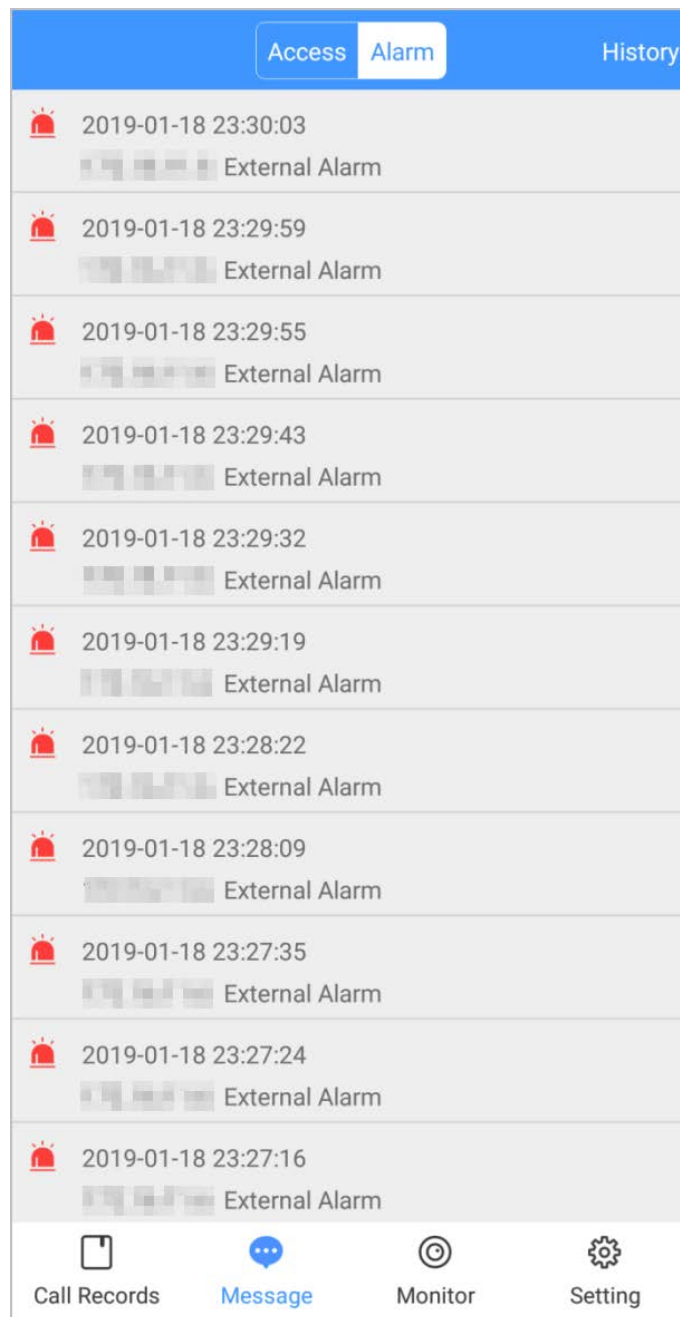 Access Alarm History
2019-01-18 23:30:03
External Alarm
2019-01-18 23:29:59
External Alarm
2019-01-18 23:29:55
External Alarm
2019-01-18 23:29:43
External Alarm
2019-01-18 23:29:32
External Alarm
2019-01-18 23:29:19
External Alarm
2019-01-18 23:28:22
External Alarm
2019-01-18 23:28:09
External Alarm
2019-01-18 23:27:35
External Alarm
2019-01-18 23:27:24
External Alarm
2019-01-18 23:27:16
External Alarm
Call Records Message Monitor Setting